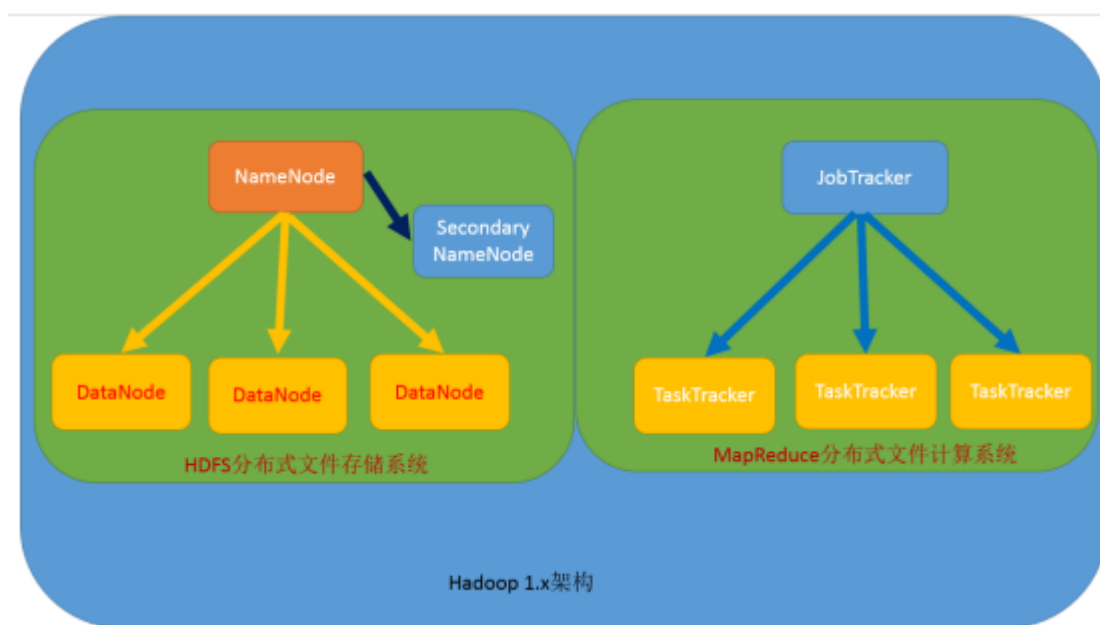 NameNode
Secondary
NameNode
DataNode
DataNode
DataNode
HDFS分布式文件存储系统
JobTracker
TaskTracker
TaskTracker
TaskTracker
MapReduce分布式文件计算系统
Hadoop 1.x架构